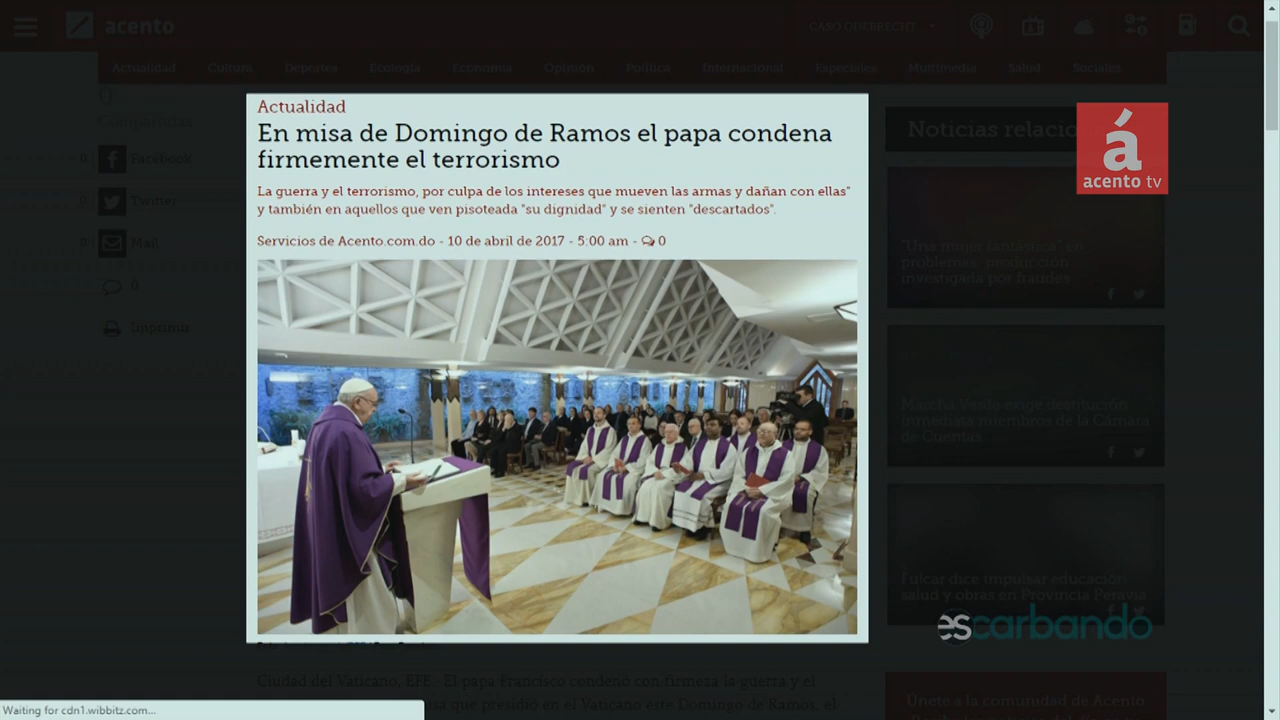 acento
CASO ODEBRECHT
Actualidad Cultura Deportes Ecología Economía Opinión Política Internacional Especiales Multimedia Salud Sociales
0
Compartidas
0 Facebook
0 Twitter
0 Mail
0
Imprimir
Actualidad
En misa de Domingo de Ramos el papa condena
firmemente el terrorismo
La guerra y el terrorismo, por culpa de los intereses que mueven las armas y dañan con ellas"
y también en aquellos que ven pisoteada "su dignidad" y se sienten "descartados".
Servicios de Acento.com.do - 10 de abril de 2017 - 5:00 am - 0
Noticias relacio
á
acento tv
"Una mujer fantástica" en
problemas: producción
investigada por fraudes
Marcha Verde exige destitución
inmediata miembros de la Cámara
de Cuentas
Fulcar dice impulsar educación,
salud y obras en Provincia Peravia
escarbando
Ciudad del Vaticano, EFE.- El papa Francisco condenó con firmeza la guerra y el
sa que presidió en el Vaticano este Domingo de Ramos, el
Únete a la comunidad de Acento
Waiting for cdn1.wibbitz.com...